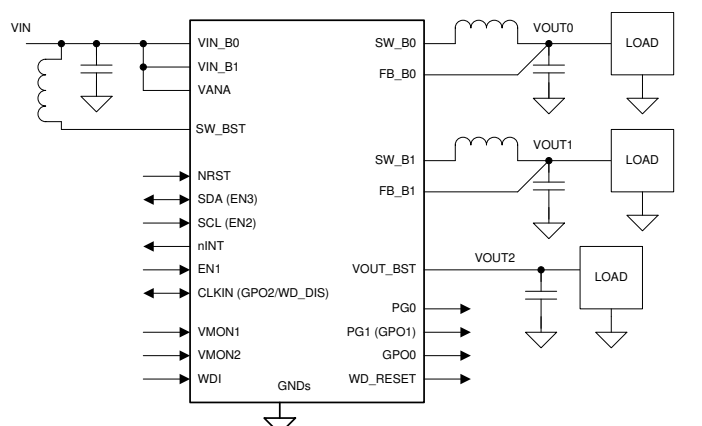 VIN
VIN_B0
VIN_B1
VANA
SW_BST
NRST
SDA (EN3)
SCL (EN2)
nINT
EN1
CLKIN (GPO2/WD_DIS)
VMON1
VMON2
WDI
GNDs
SW_B0
FB_B0
SW_B1
FB_B1
VOUT_BST
PG0
PG1 (GPO1)
GPO0
WD_RESET
VOUT0
LOAD
VOUT1
LOAD
VOUT2
LOAD